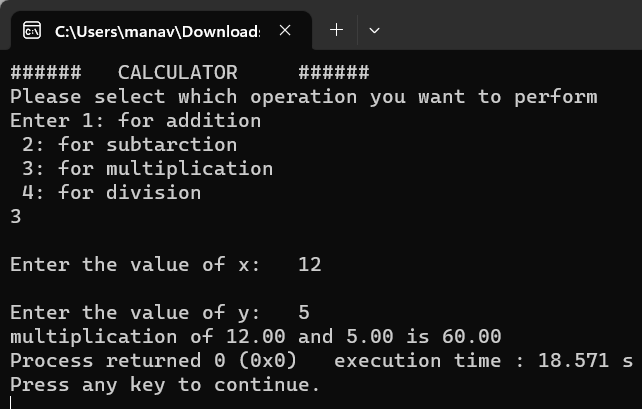 C:\Users\manav\Download
######   CALCULATOR     ######
Please select which operation you want to perform
Enter 1: for addition
 2: for subtarction
 3: for multiplication
 4: for division
3
Enter the value of x:   12
Enter the value of y:   5
multiplication of 12.00 and 5.00 is 60.00
Process returned 0 (0x0)   execution time : 18.571 s
Press any key to continue.